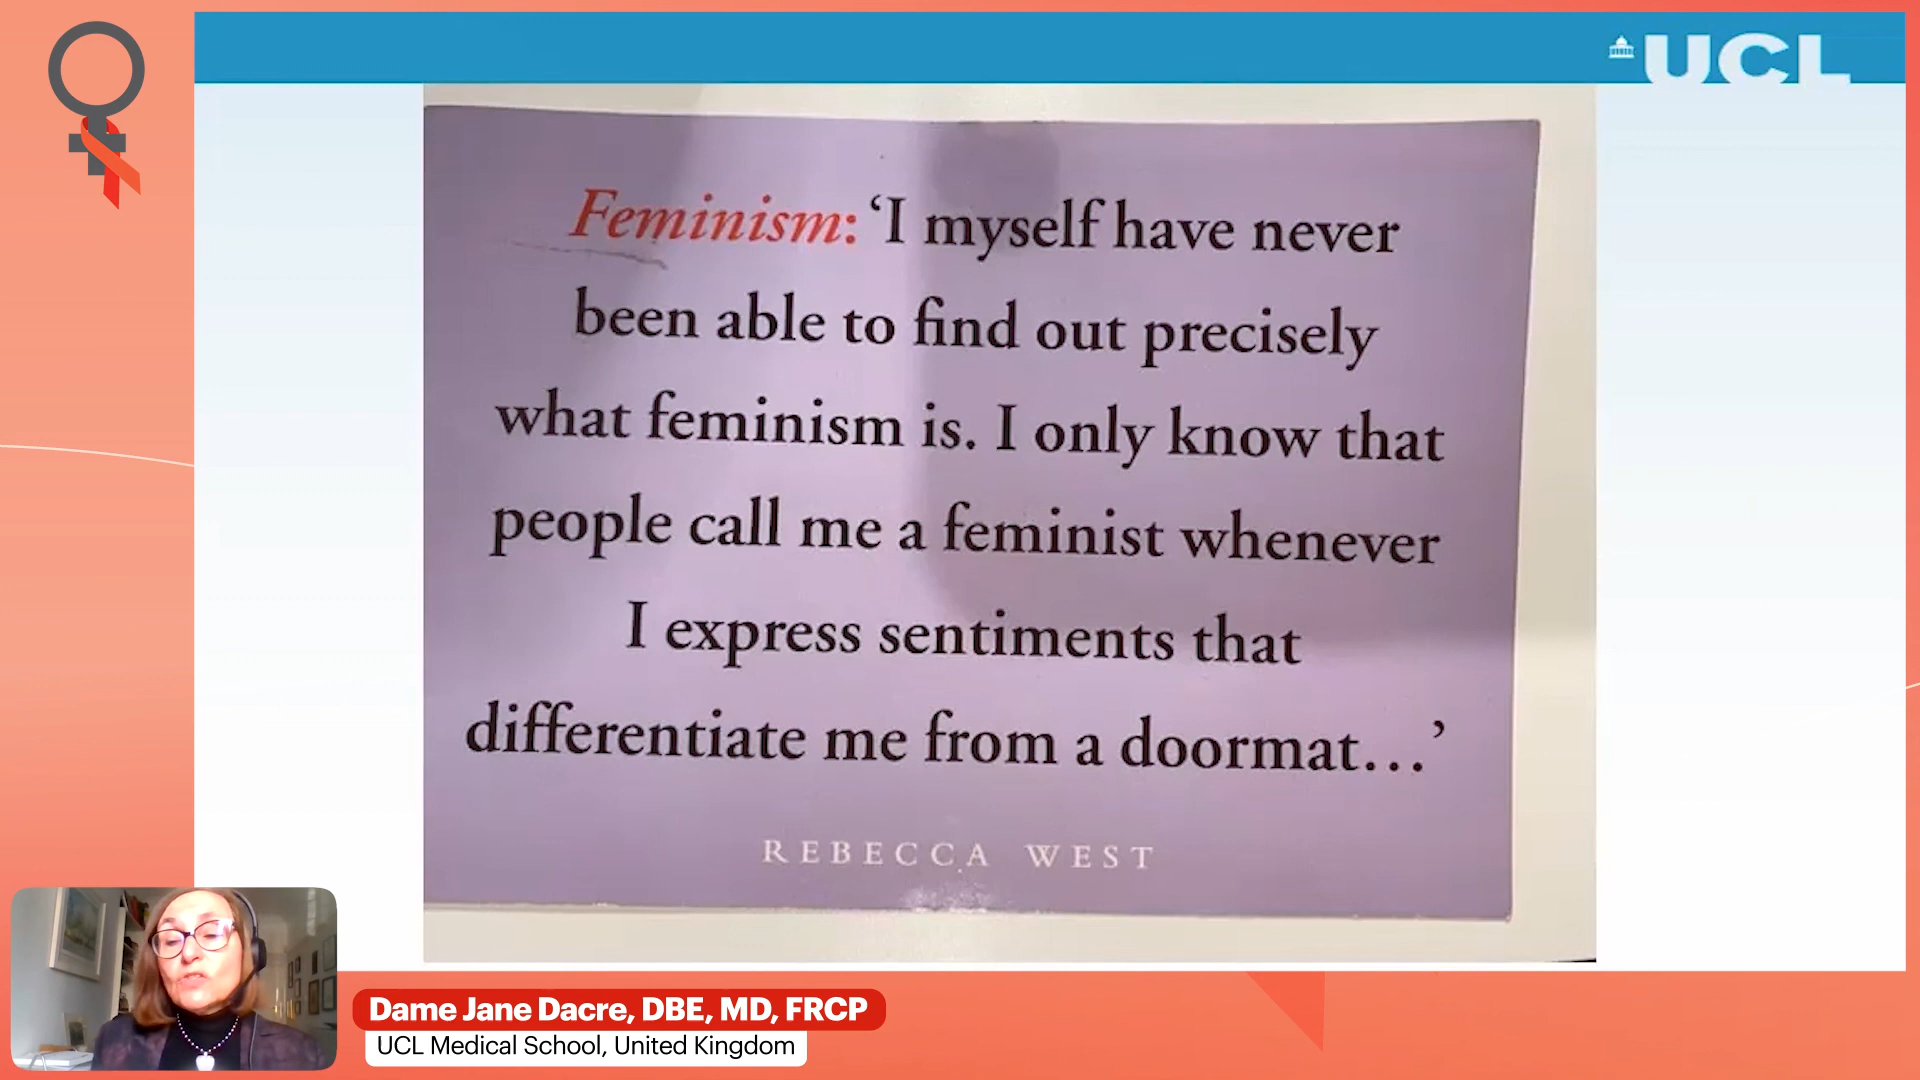 UCL
Feminism: ‘I myself have never
been able to find out precisely
what feminism is. I only know that
people call me a feminist whenever
I express sentiments that
differentiate me from a doormat…’
REBECCA WEST
Dame Jane Dacre, DBE, MD, FRCP
UCL Medical School, United Kingdom